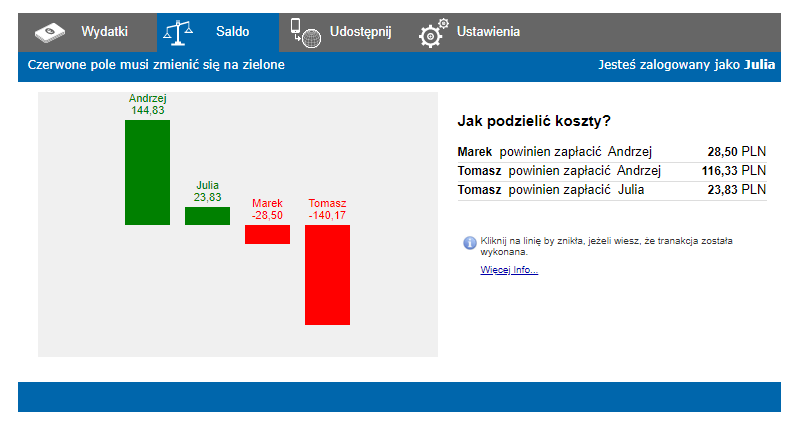 Wydatki
Saldo
Udostępnij
Ustawienia
Czerwone pole musi zmienić się na zielone
Jesteś zalogowany jako Julia
Andrzej
144,83
Julia
23,83
Marek
-28,50
Tomasz
-140,17
Jak podzielić koszty?
Marek powinien zapłacić Andrzej 28,50 PLN
Tomasz powinien zapłacić Andrzej 116,33 PLN
Tomasz powinien zapłacić Julia 23,83 PLN
Kliknij na linię by znikła, jeżeli wiesz, że tranakcja została
wykonana.
Więcej Info...